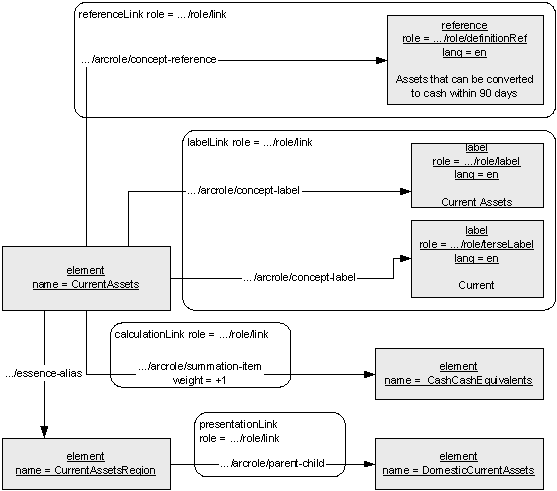 referenceLink role = .../role/link
reference
role = .../role/definitionRef
lang = en
.../arcrole/concept-reference
Assets that can be converted
to cash within 90 days
labelLink role = .../role/link
label
role = .../role/label
lang = en
.../arcrole/concept-label
Current Assets
label
role = .../role/terseLabel
lang = en
.../arcrole/concept-label
Current
element
name = CurrentAssets
calculationLink role = .../role/link
.../arcrole/summation-item
weight = +1
.../essence-alias
element
name = CashCashEquivalents
presentationLink
role = .../role/link
element
name = CurrentAssetsRegion
.../arcrole/parent-child
element
name = DomesticCurrentAssets